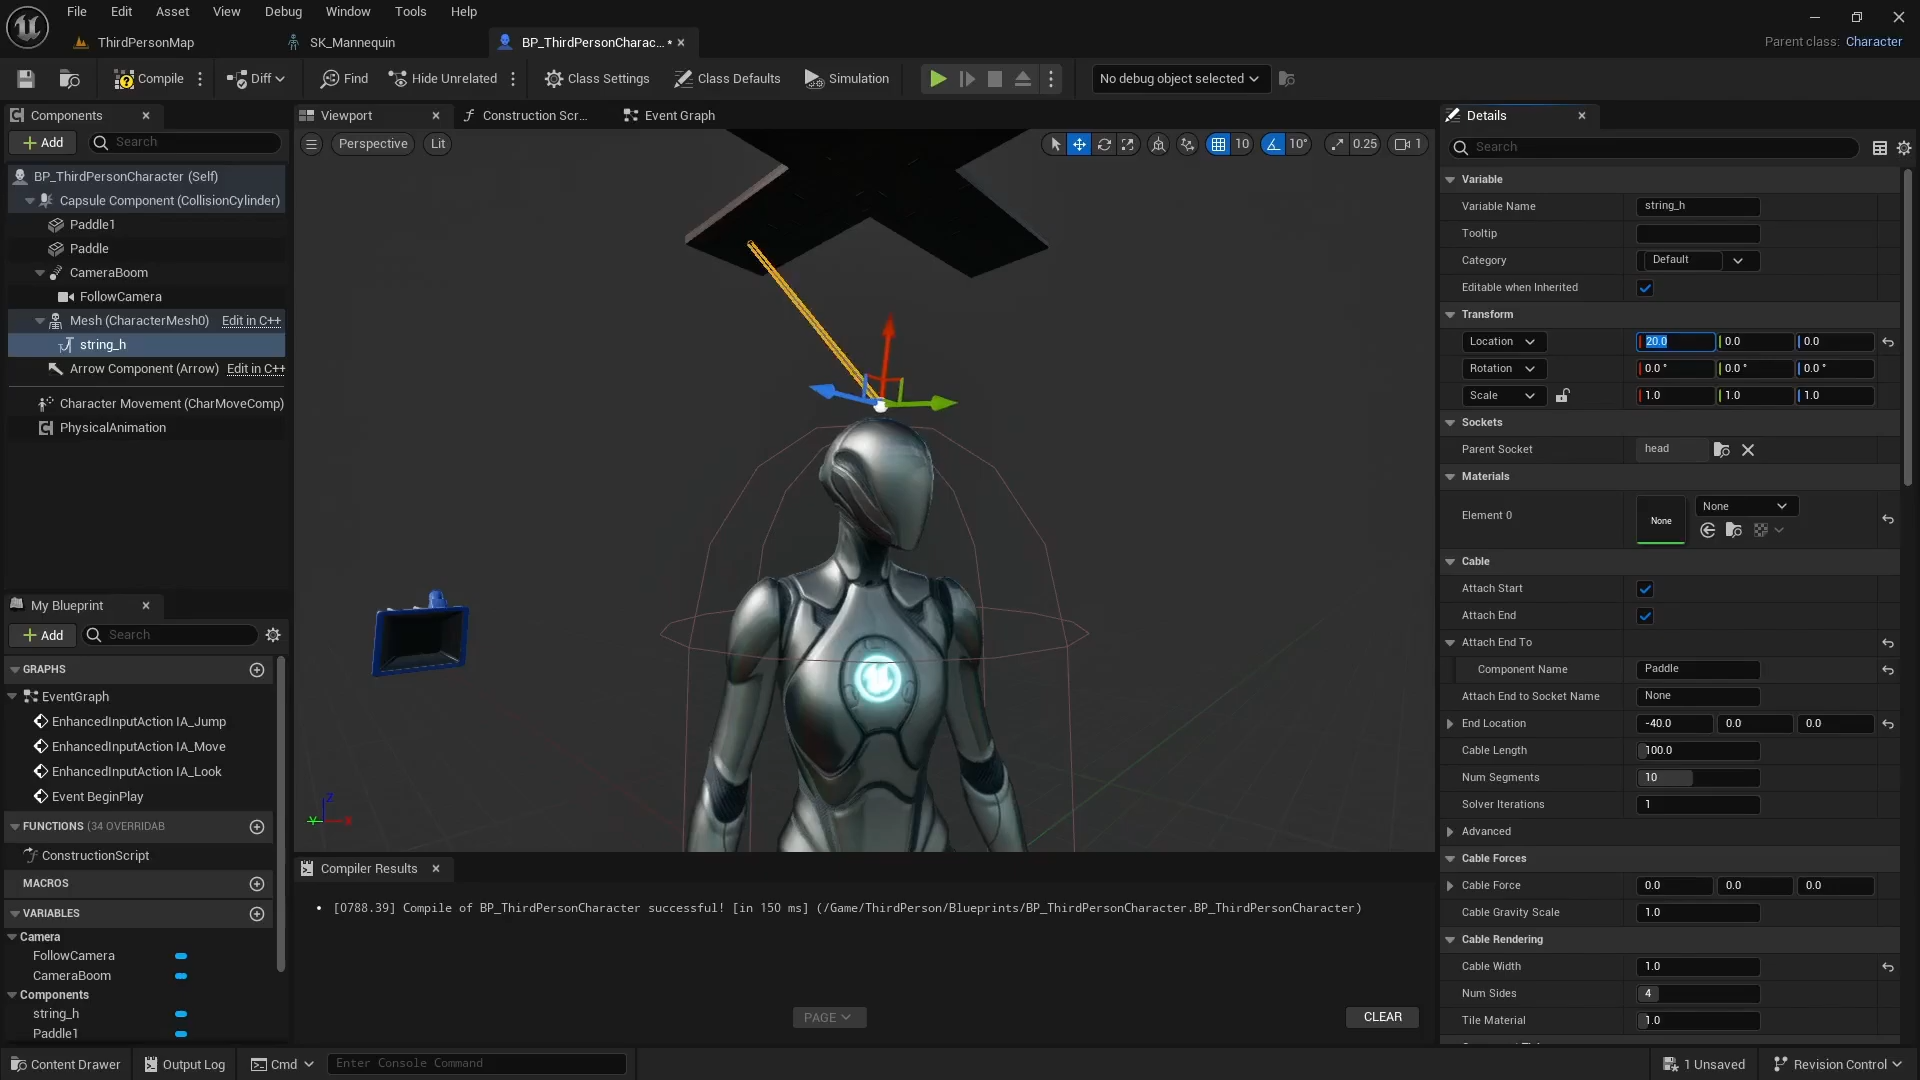 File Edit Asset View Debug Window Tools Help
ThirdPersonMap
SK_Mannequin
BP_ThirdPersonCharac... •
Parent class: Character
Compile
Diff
Find
Hide Unrelated
Class Settings
Class Defaults
Simulation
No debug object selected
Components
Add
Search
BP_ThirdPersonCharacter (Self)
Capsule Component (CollisionCylinder)
Paddle1
Paddle
CameraBoom
FollowCamera
Mesh (CharacterMesh0) Edit in C++
string_h
Arrow Component (Arrow) Edit in C++
Character Movement (CharMoveComp)
PhysicalAnimation
My Blueprint
Add
Search
GRAPHS
EventGraph
EnhancedInputAction IA_Jump
EnhancedInputAction IA_Move
EnhancedInputAction IA_Look
Event BeginPlay
FUNCTIONS (34 OVERRIDAB
ConstructionScript
MACROS
VARIABLES
Camera
FollowCamera
CameraBoom
Components
string_h
Paddle1
Viewport
Construction Scr...
Event Graph
Perspective
Lit
10
10°
0.25
1
Z
Y
X
Compiler Results
• [0788.39] Compile of BP_ThirdPersonCharacter successful! [in 150 ms] (/Game/ThirdPerson/Blueprints/BP_ThirdPersonCharacter.BP_ThirdPersonCharacter)
PAGE
CLEAR
Details
Search
Variable
Variable Name string_h
Tooltip
Category Default
Editable when Inherited
Transform
Location 20.0 0.0 0.0
Rotation 0.0 ° 0.0 ° 0.0 °
Scale 1.0 1.0 1.0
Sockets
Parent Socket head
Materials
Element 0 None None
Cable
Attach Start
Attach End
Attach End To
Component Name Paddle
Attach End to Socket Name None
End Location -40.0 0.0 0.0
Cable Length 100.0
Num Segments 10
Solver Iterations 1
Advanced
Cable Forces
Cable Force 0.0 0.0 0.0
Cable Gravity Scale 1.0
Cable Rendering
Cable Width 1.0
Num Sides 4
Tile Material 1.0
Content Drawer
Output Log
Cmd
Enter Console Command
1 Unsaved
Revision Control